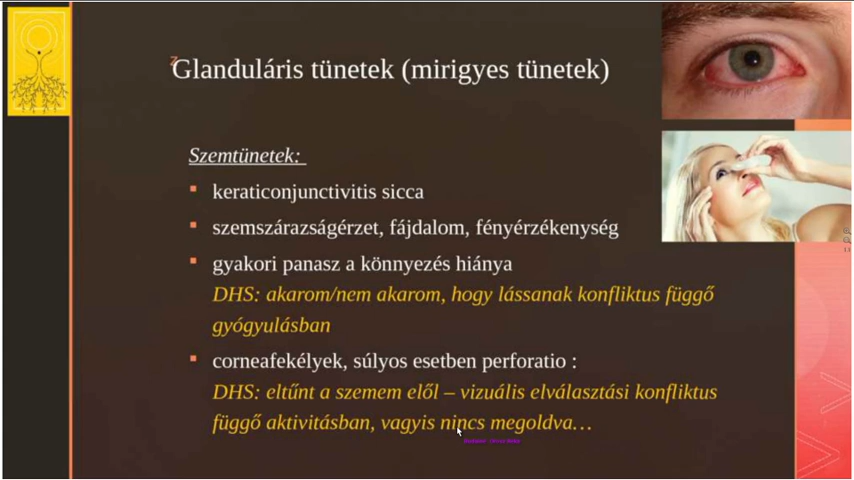 Glanduláris tünetek (mirigyes tünetek)
Szemtünetek:
keraticonjunctivitis sicca
szemszárazságérzet, fájdalom, fényérzékenység
gyakori panasz a könnyezés hiánya
DHS: akarom/nem akarom, hogy lássanak konfliktus függő
gyógyulásban
corneafekélyek, súlyos esetben perforatio :
DHS: eltűnt a szemem elől – vizuális elválasztási konfliktus
függő aktivitásban, vagyis nincs megoldva…